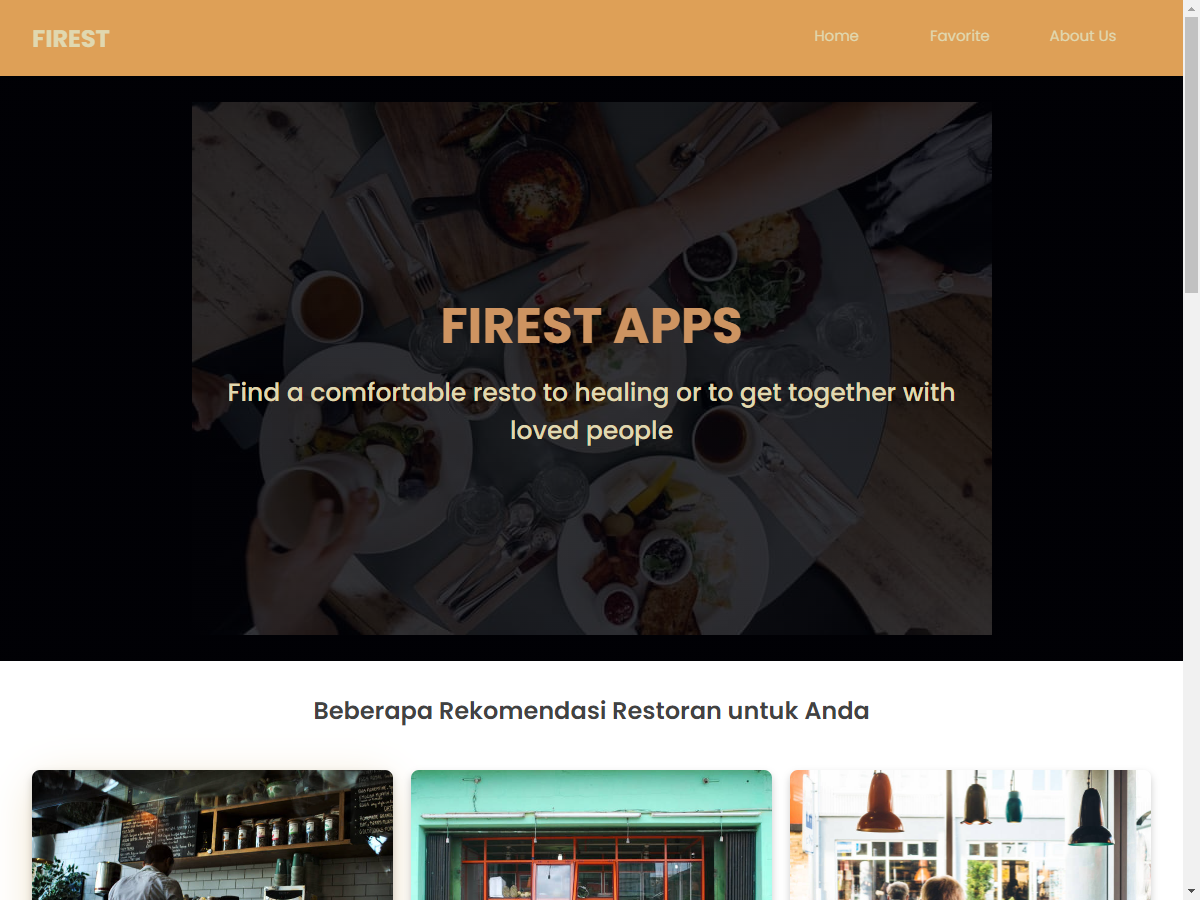 FIREST
Home
Favorite
About Us
FIREST APPS
Find a comfortable resto to healing or to get together with
loved people
Beberapa Rekomendasi Restoran untuk Anda